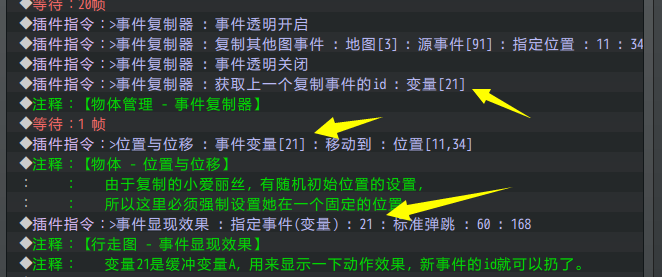 ◆等待：20帧
◆插件指令：>事件复制器 : 事件透明开启
◆插件指令：>事件复制器 : 复制其他图事件 : 地图[3] : 源事件[91] : 指定位置 : 11 : 34
◆插件指令：>事件复制器 : 事件透明关闭
◆插件指令：>事件复制器 : 获取上一个复制事件的id : 变量[21]
◆注释：【物体管理 - 事件复制器】
◆等待：1 帧
◆插件指令：>位置与位移 : 事件变量[21] : 移动到 : 位置[11,34]
◆注释：【物体 - 位置与位移】
：　　：　由于复制的小爱丽丝，有随机初始位置的设置，
：　　：　所以这里必须强制设置她在一个固定的位置
◆插件指令：>事件显现效果 : 指定事件(变量) : 21 : 标准弹跳 : 60 : 168
◆注释：【行走图 - 事件显现效果】
◆注释：　变量21是缓冲变量A，用来显示一下动作效果，新事件的id就可以扔了。